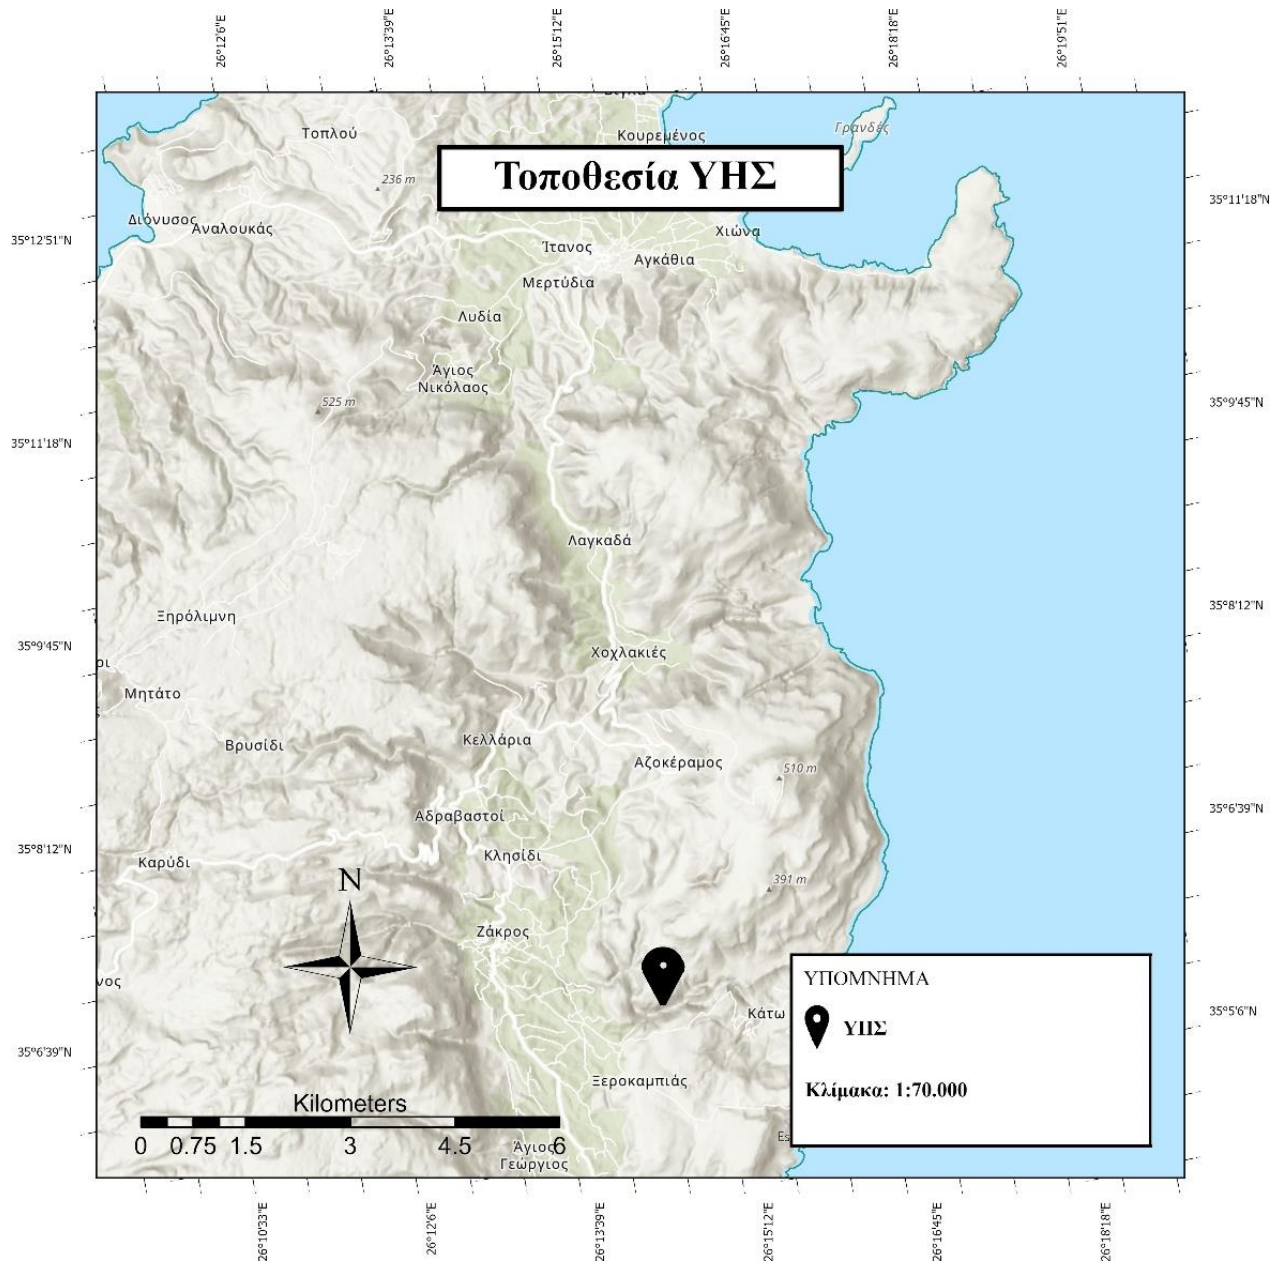 26°12'6"E
26°13'39"E
26°15'12"E
26°16'45"E
26°18'18"E
26°19'51"E
Κουρεμένος
Γρανδές
Τοπλού
Τοποθεσία ΥΗΣ
236 m
35°11'18"N
Διόνυσος
Αναλουκάς
Χιώνα
35°12'51"N
Ίτανος
Αγκάθια
Μερτύδια
Λυδία
Άγιος
Νικόλαος
525 m
35°9'45"N
35°11'18"N
Λαγκαδά
35°8'12"N
Ξηρόλιμνη
35°9'45"N
Χοχλακιές
ρι
Μητάτο
Βρυσίδι
Κελλάρια
Αζοκέραμος
510 m
35°6'39"N
Αδραβαστοί
35°8'12"N
Καρύδι
Κλησίδι
N
391 m
Ζάκρος
νος
ΥΠΟΜΝΗΜΑ
Κάτω
35°5'6"N
ΥΗΣ
35°6'39"N
Ξεροκαμπιάς
Κλίμακα: 1:70.000
Kilometers
0 0.75 1.5 3 4.5 6
Es
Άγιος
Γεώργιος
26°10'33"E
26°12'6"E
26°13'39"E
26°15'12"E
26°16'45"E
26°18'18"E